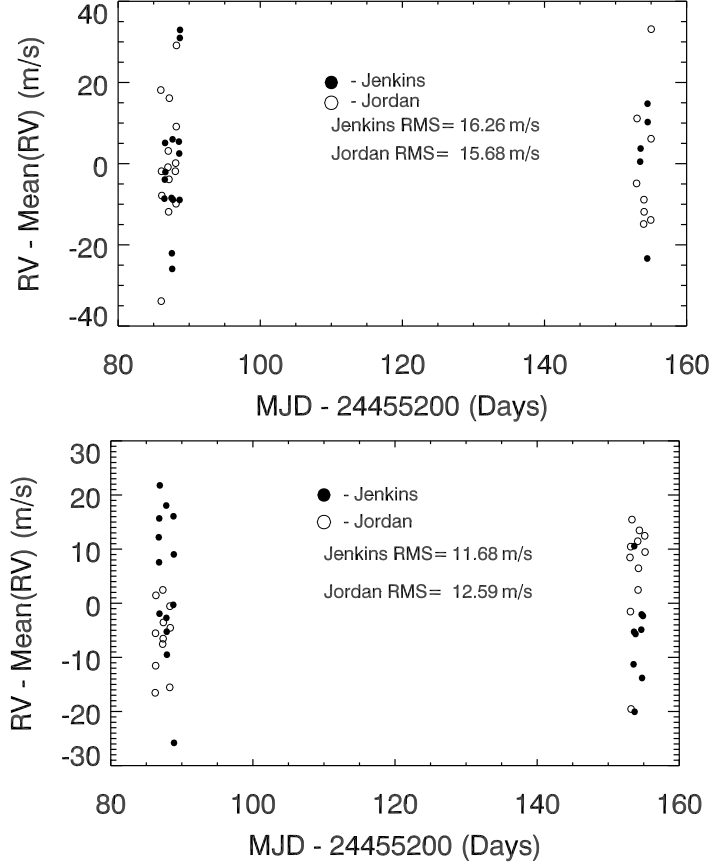 40
20
0
-20
-40
RV - Mean(RV) (m/s)
- Jenkins
- Jordan
Jenkins RMS= 16.26 m/s
Jordan RMS= 15.68 m/s
80 100 120 140 160
MJD - 24455200 (Days)
30
20
10
0
-10
-20
-30
RV - Mean(RV) (m/s)
- Jenkins
- Jordan
Jenkins RMS= 11.68 m/s
Jordan RMS= 12.59 m/s
80 100 120 140 160
MJD - 24455200 (Days)